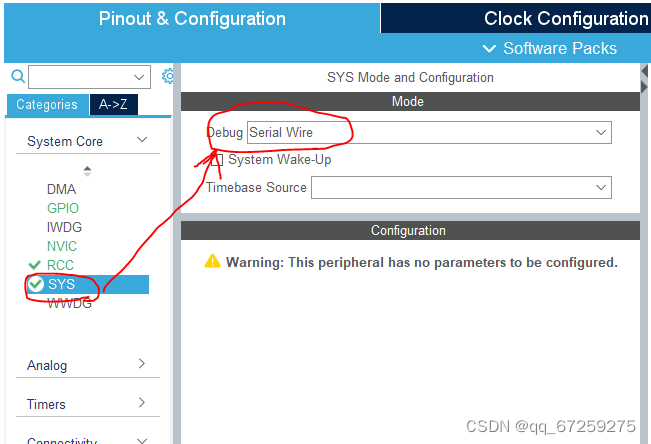 Pinout & Configuration
Clock Configuration
Software Packs
Categories
A->Z
System Core
DMA
GPIO
IWDG
NVIC
RCC
SYS
WWDG
Analog
Timers
Connectivity
SYS Mode and Configuration
Mode
Debug Serial Wire
System Wake-Up
Timebase Source
Configuration
Warning: This peripheral has no parameters to be configured.
CSDN @qq_67259275